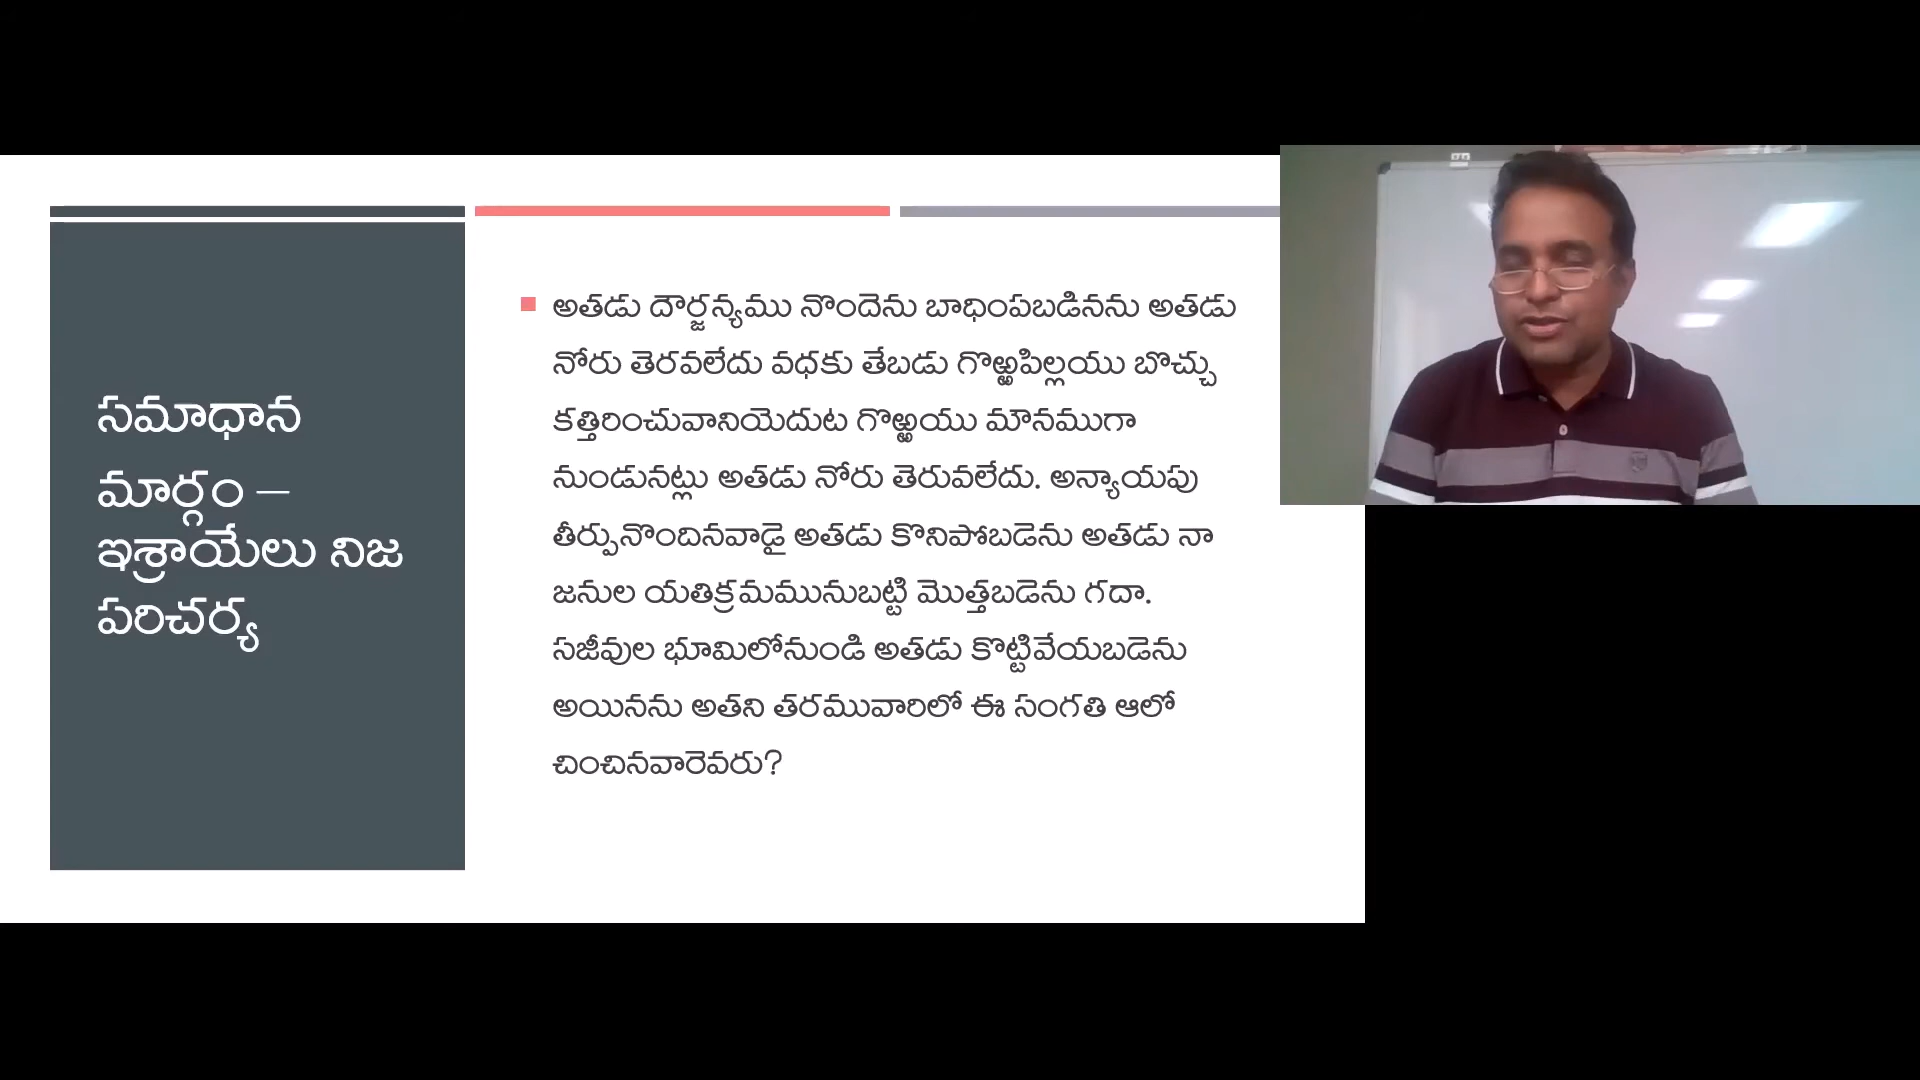 సమాధాన
మార్గం –
ఇశ్రాయేలు నిజ
పరిచర్య
అతడు దౌర్జన్యము నొందెను బాధింపబడినను అతడు
నోరు తెరవలేదు వధకు తేబడు గొఱ్ఱపిల్లయు బొచ్చు
కత్తిరించువానియెదుట గొఱ్ఱయు మౌనముగా
నుండునట్లు అతడు నోరు తెరువలేదు. అన్యాయపు
తీర్పునొందినవాడై అతడు కొనిపోబడెను అతడు నా
జనుల యతిక్రమమునుబట్టి మొత్తబడెను గదా.
సజీవుల భూమిలోనుండి అతడు కొట్టివేయబడెను
అయినను అతని తరమువారిలో ఈ సంగతి ఆలో
చించినవారెవరు?